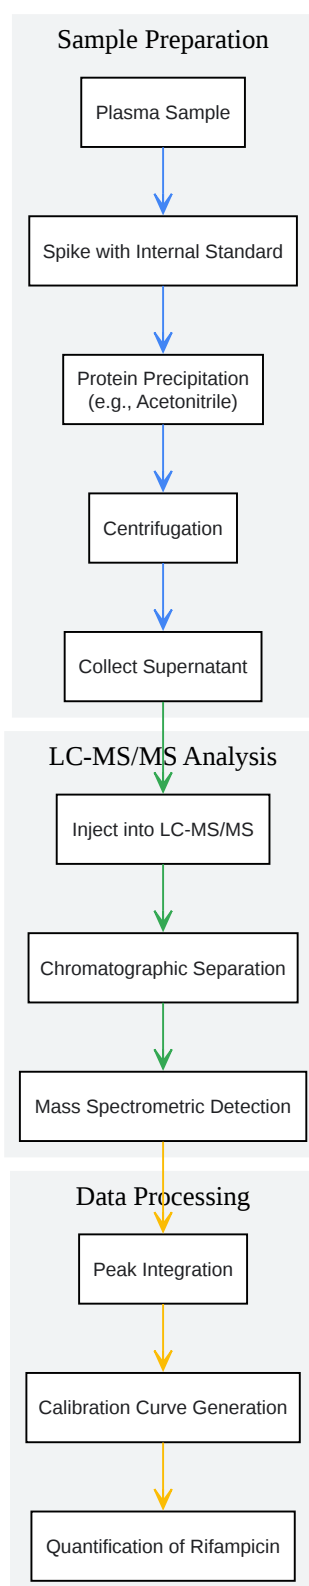 Sample Preparation
Plasma Sample
Spike with Internal Standard
Protein Precipitation
(e.g., Acetonitrile)
Centrifugation
Collect Supernatant
LC-MS/MS Analysis
Inject into LC-MS/MS
Chromatographic Separation
Mass Spectrometric Detection
Data Processing
Peak Integration
Calibration Curve Generation
Quantification of Rifampicin